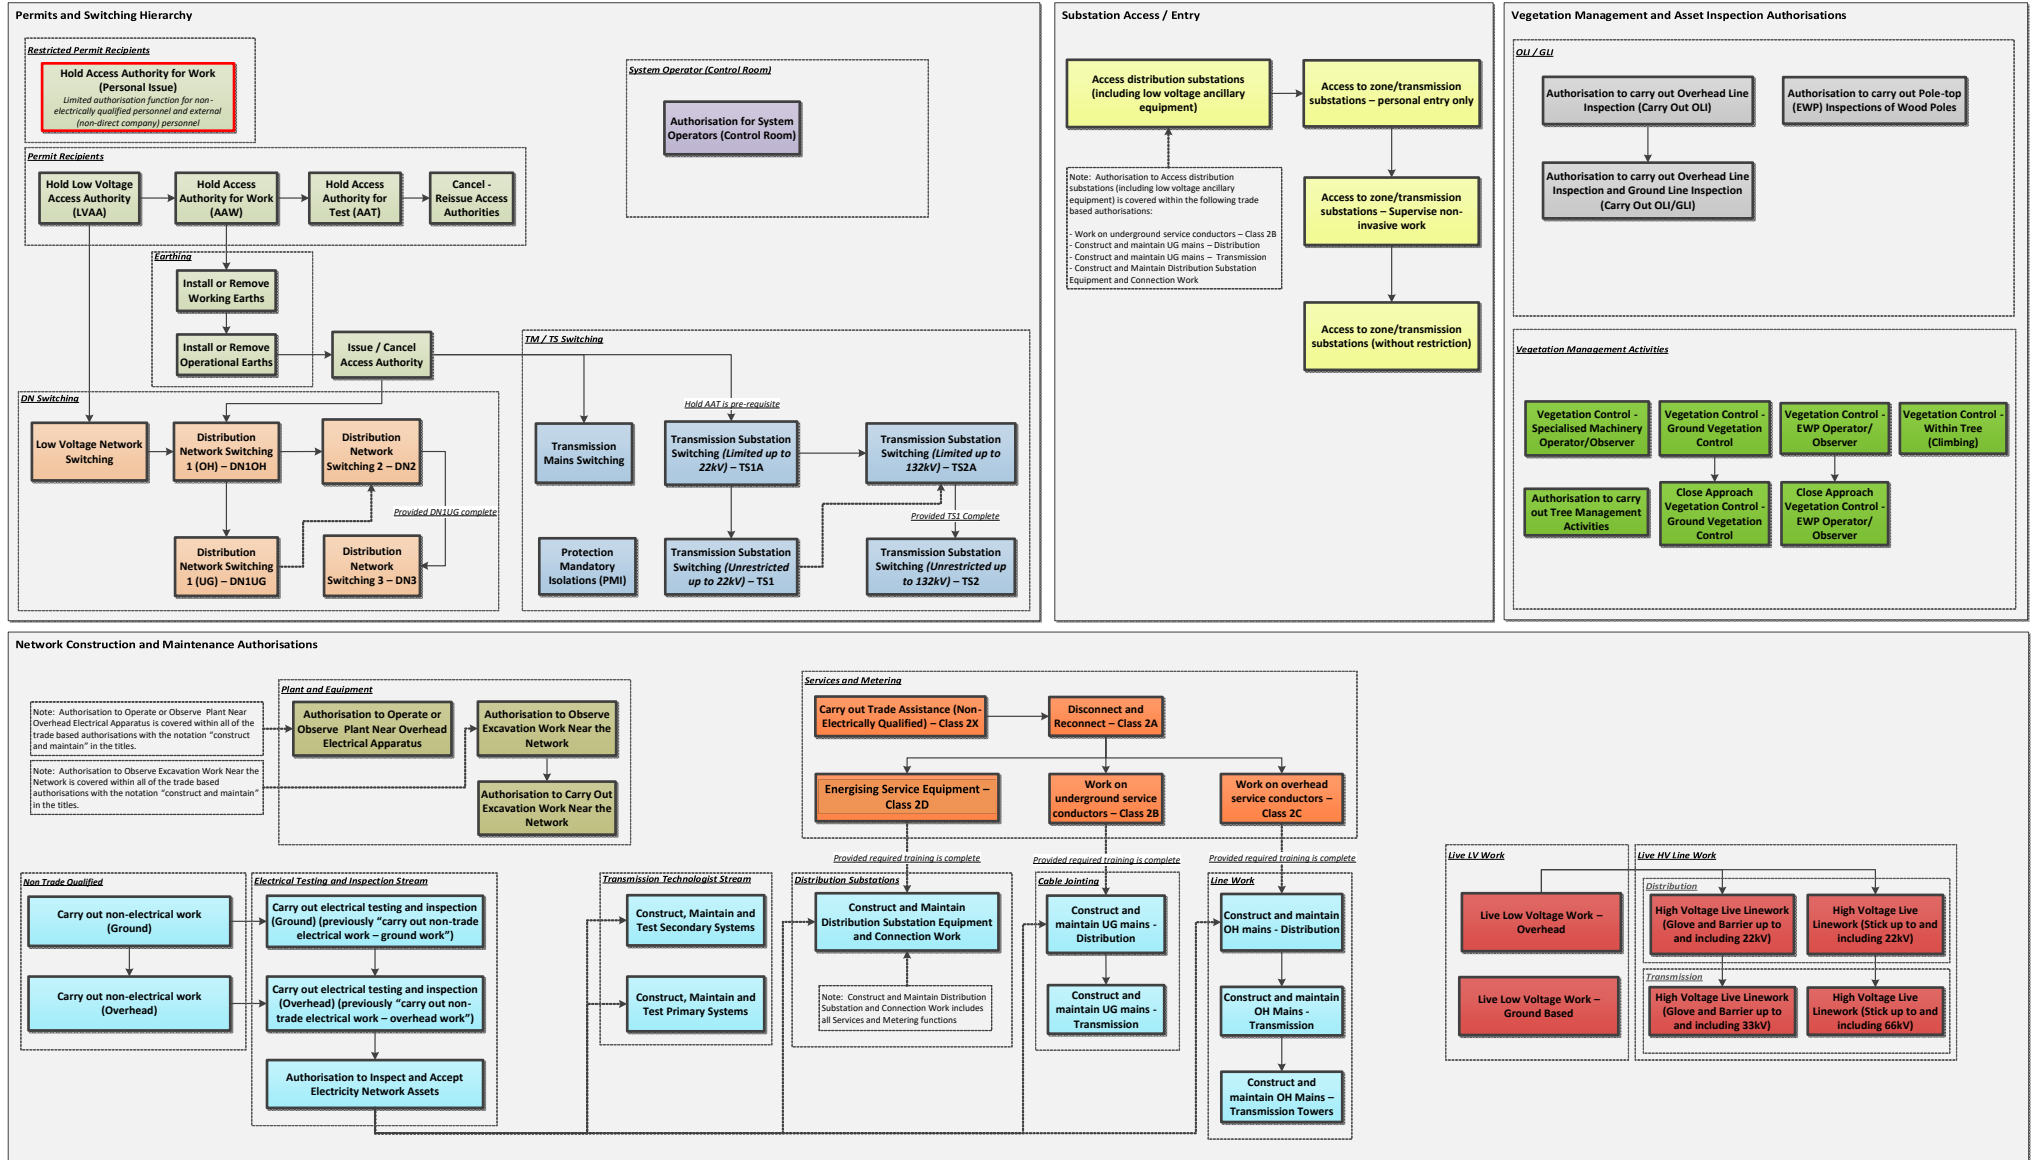 Permits and Switching Hierarchy
Restricted Permit Recipients
Hold Access Authority for Work
(Personal Issue)
Limited authorisation function for non-
electrically qualified personnel and external
(non-direct company) personnel
System Operator (Control Room)
Authorisation for System
Operators (Control Room)
Permit Recipients
Hold Low Voltage
Access Authority
(LVAA)
Hold Access
Authority for Work
(AAW)
Hold Access
Authority for
Test (AAT)
Cancel -
Reissue Access
Authorities
Earthing
Install or Remove
Working Earths
Install or Remove
Operational Earths
Issue / Cancel
Access Authority
DN Switching
Low Voltage Network
Switching
Distribution
Network Switching
1 (OH) – DN1OH
Distribution
Network
Switching 2 – DN2
Provided DN1UG complete
Distribution
Network Switching
1 (UG) – DN1UG
Distribution
Network
Switching 3 – DN3
TM / TS Switching
Hold AAT is pre-requisite
Transmission
Mains Switching
Transmission Substation
Switching (Limited up to
22kV) – TS1A
Transmission Substation
Switching (Limited up to
132kV) – TS2A
Provided TS1 Complete
Protection
Mandatory
Isolations (PMI)
Transmission Substation
Switching (Unrestricted
up to 22kV) – TS1
Transmission Substation
Switching (Unrestricted up
to 132kV) – TS2
Substation Access / Entry
Access distribution substations
(including low voltage ancillary
equipment)
Access to zone/transmission
substations – personal entry only
Note:  Authorisation to Access distribution
substations (including low voltage ancillary
equipment) is covered within the following trade
based authorisations:
- Work on underground service conductors – Class 2B
- Construct and maintain UG mains – Distribution
- Construct and maintain UG mains –  Transmission
- Construct and Maintain Distribution Substation
Equipment and Connection Work
Access to zone/transmission
substations – Supervise non-
invasive work
Access to zone/transmission
substations (without restriction)
Vegetation Management and Asset Inspection Authorisations
OLI / GLI
Authorisation to carry out Overhead Line
Inspection (Carry Out OLI)
Authorisation to carry out Pole-top
(EWP) Inspections of Wood Poles
Authorisation to carry out Overhead Line
Inspection and Ground Line Inspection
(Carry Out OLI/GLI)
Vegetation Management Activities
Vegetation Control -
Specialised Machinery
Operator/Observer
Vegetation Control -
Ground Vegetation
Control
Vegetation Control -
EWP Operator/
Observer
Vegetation Control -
Within Tree
(Climbing)
Authorisation to carry
out Tree Management
Activities
Close Approach
Vegetation Control -
Ground Vegetation
Control
Close Approach
Vegetation Control -
EWP Operator/
Observer
Network Construction and Maintenance Authorisations
Note:  Authorisation to Operate or Observe  Plant Near
Overhead Electrical Apparatus is covered within all of the
trade based authorisations with the notation “construct
and maintain” in the titles.
Note:  Authorisation to Observe Excavation Work Near the
Network is covered within all of the trade based
authorisations with the notation “construct and maintain”
in the titles.
Plant and Equipment
Authorisation to Operate or
Observe  Plant Near Overhead
Electrical Apparatus
Authorisation to Observe
Excavation Work Near the
Network
Authorisation to Carry Out
Excavation Work Near the
Network
Services and Metering
Carry out Trade Assistance (Non-
Electrically Qualified) – Class 2X
Disconnect and
Reconnect – Class 2A
Energising Service Equipment –
Class 2D
Work on
underground service
conductors – Class 2B
Work on overhead
service conductors –
Class 2C
Provided required training is complete
Provided required training is complete
Provided required training is complete
Non Trade Qualified
Carry out non-electrical work
(Ground)
Carry out non-electrical work
(Overhead)
Electrical Testing and Inspection Stream
Carry out electrical testing and inspection
(Ground) (previously “carry out non-trade
electrical work – ground work”)
Carry out electrical testing and inspection
(Overhead) (previously “carry out non-
trade electrical work – overhead work”)
Authorisation to Inspect and Accept
Electricity Network Assets
Transmission Technologist Stream
Construct, Maintain and
Test Secondary Systems
Construct, Maintain and
Test Primary Systems
Distribution Substations
Construct and Maintain
Distribution Substation Equipment
and Connection Work
Note:  Construct and Maintain Distribution
Substation and Connection Work includes
all Services and Metering functions
Cable Jointing
Construct and
maintain UG mains -
Distribution
Construct and
maintain UG mains -
Transmission
Line Work
Construct and maintain
OH mains - Distribution
Construct and maintain
OH Mains -
Transmission
Construct and
maintain OH Mains –
Transmission Towers
Live LV Work
Live Low Voltage Work –
Overhead
Live Low Voltage Work –
Ground Based
Live HV Line Work
Distribution
High Voltage Live Linework
(Glove and Barrier up to
and including 22kV)
High Voltage Live
Linework (Stick up to and
including 22kV)
Transmission
High Voltage Live Linework
(Glove and Barrier up to
and including 33kV)
High Voltage Live
Linework (Stick up to and
including 66kV)